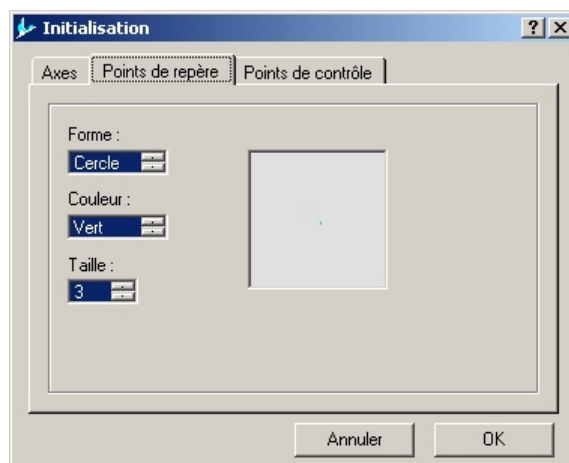 Initialisation
Axes Points de repère Points de contrôle
Forme :
Cercle
Couleur :
Vert
Taille :
3
Annuler OK